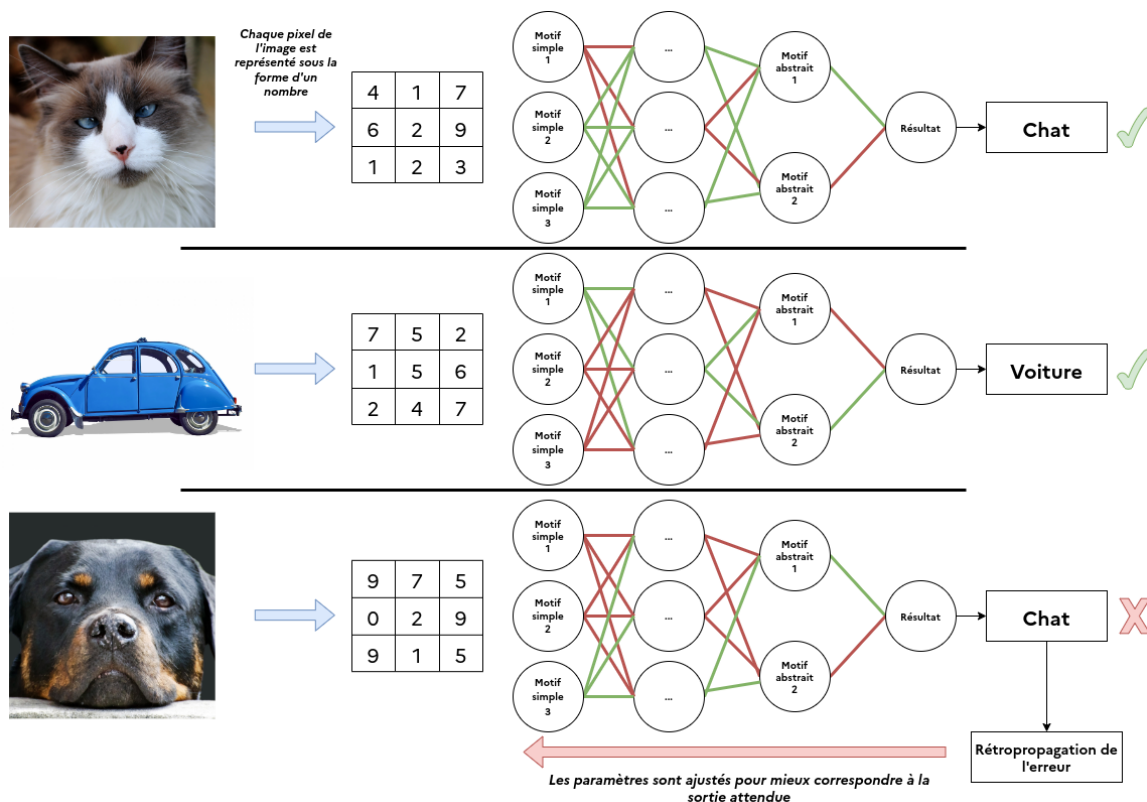 Chaque pixel de
l'image est
représenté sous la
forme d'un
nombre
4 1 7
6 2 9
1 2 3
Motif
simple
1
Motif
simple
2
Motif
simple
3
...
...
...
Motif
abstrait
1
Motif
abstrait
2
Résultat
Chat
7 5 2
1 5 6
2 4 7
Motif
simple
1
Motif
simple
2
Motif
simple
3
...
...
...
Motif
abstrait
1
Motif
abstrait
2
Résultat
Voiture
9 7 5
0 2 9
9 1 5
Motif
simple
1
Motif
simple
2
Motif
simple
3
...
...
...
Motif
abstrait
1
Motif
abstrait
2
Résultat
Chat
X
Rétropropagation de
l'erreur
Les paramètres sont ajustés pour mieux correspondre à la
sortie attendue